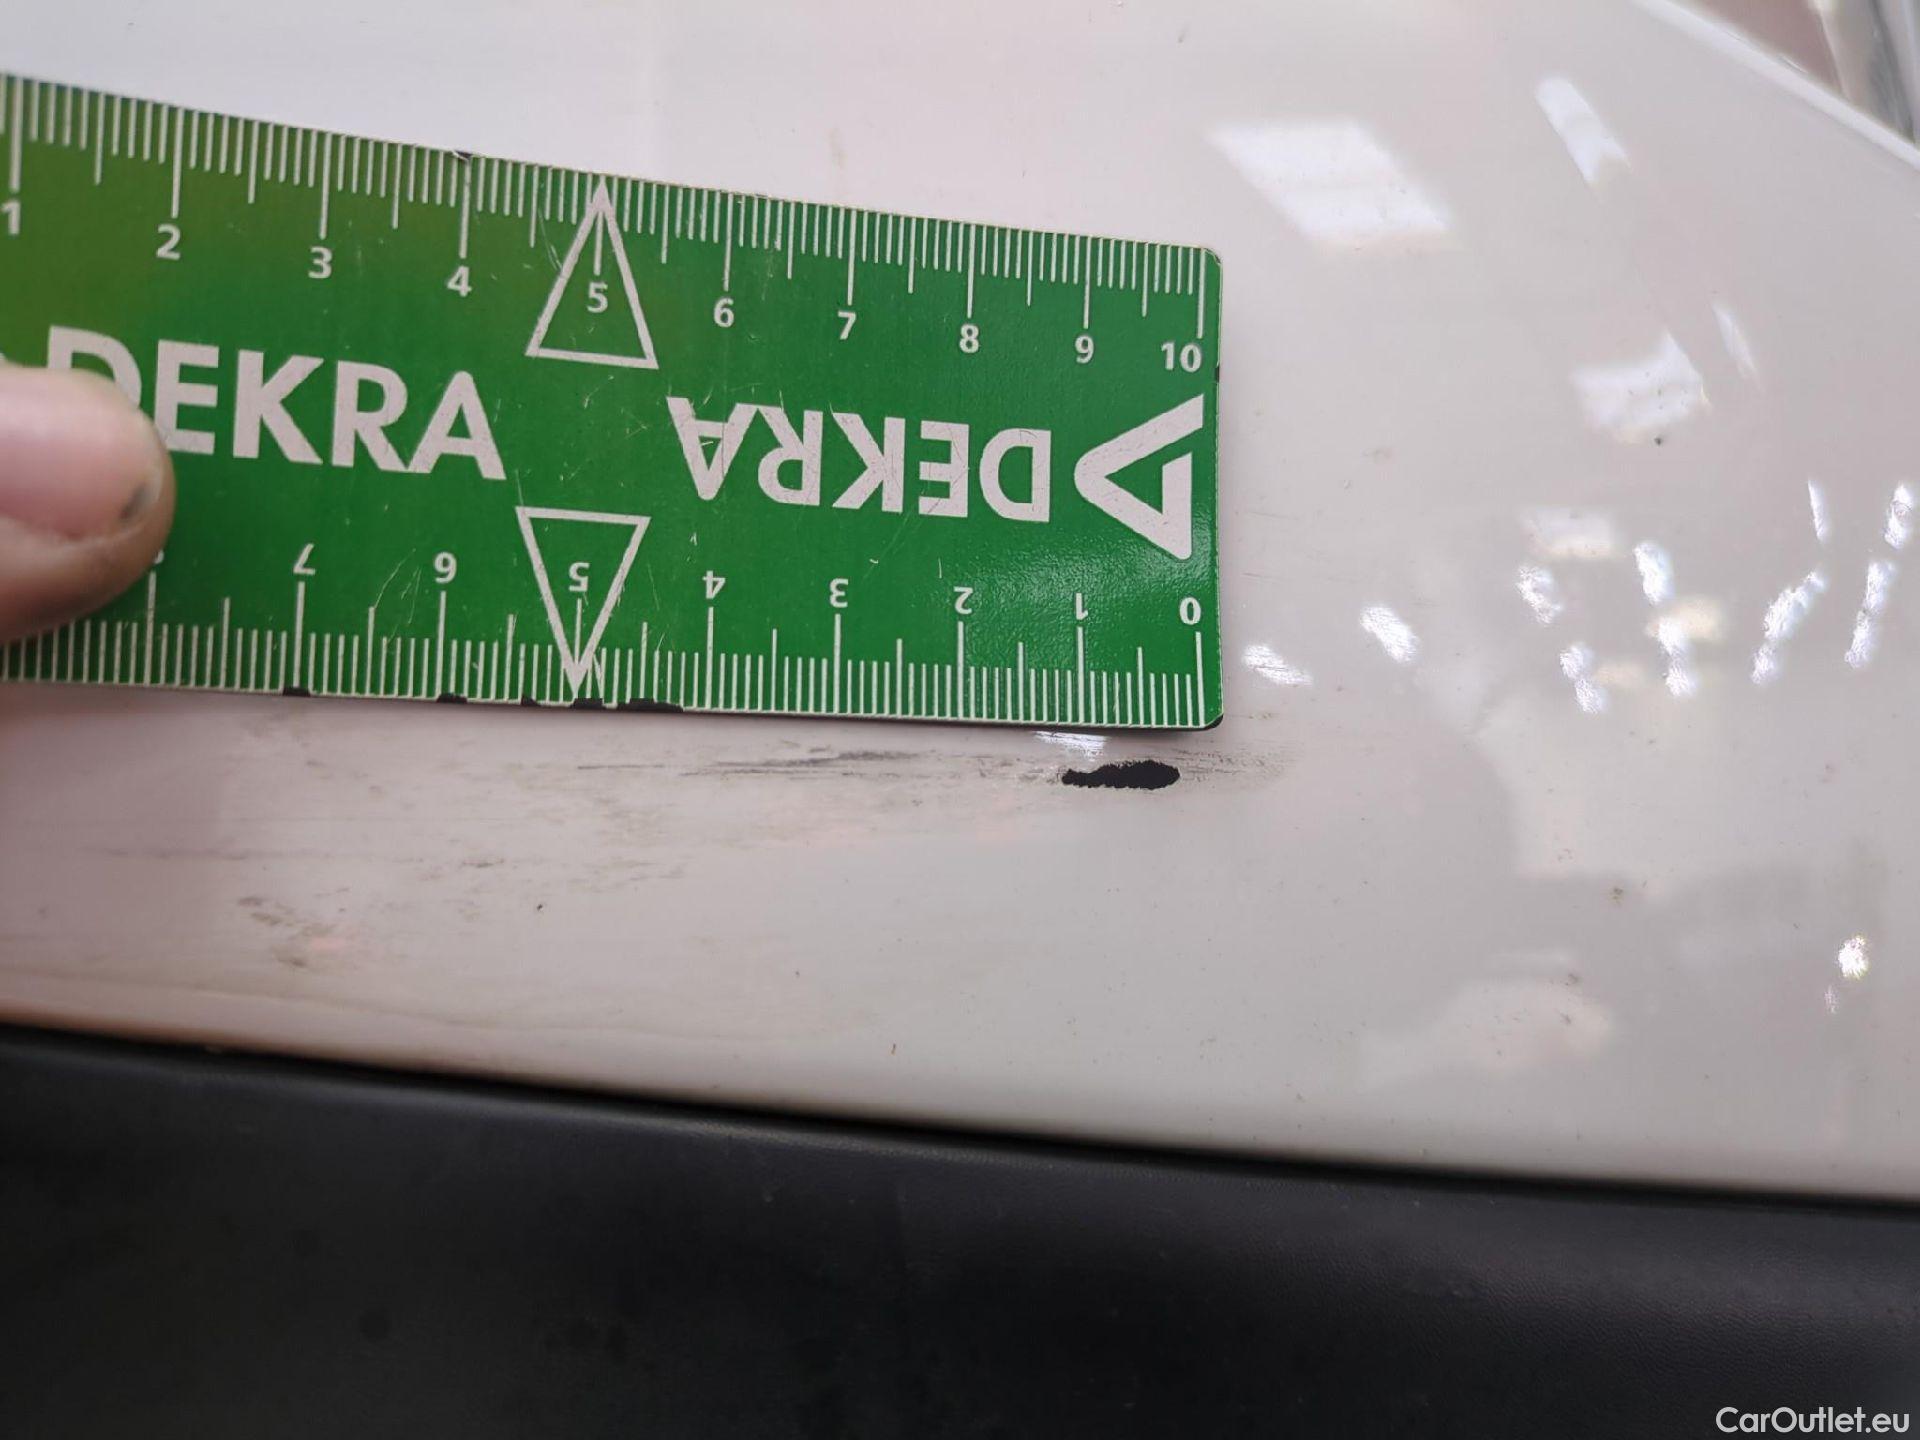 1 2 3 4 5 6 7 8 9 10
DEKRA
DEKRA
7 6 5 4 3 2 1 0
CarOutlet.eu